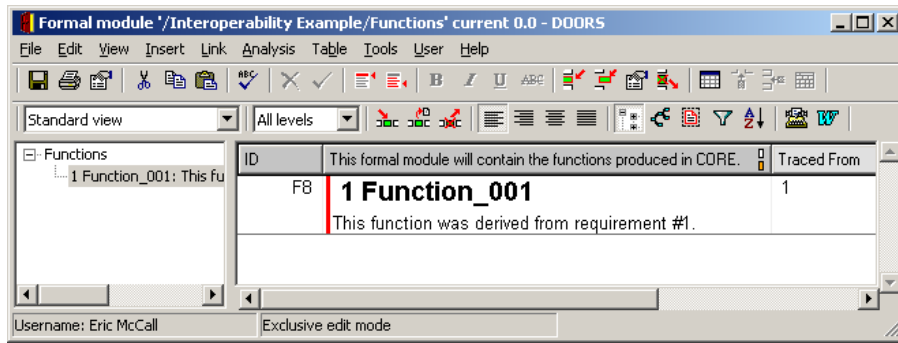 Formal module '/Interoperability Example/Functions' current 0.0 - DOORS
File Edit View Insert Link Analysis Table Tools User Help
ABC B I U ABC
Standard view All levels A Z W
Functions
1 Function_001: This fu
ID This formal module will contain the functions produced in CORE. Traced From
F8 1 Function_001 1
This function was derived from requirement #1.
Username: Eric McCall Exclusive edit mode